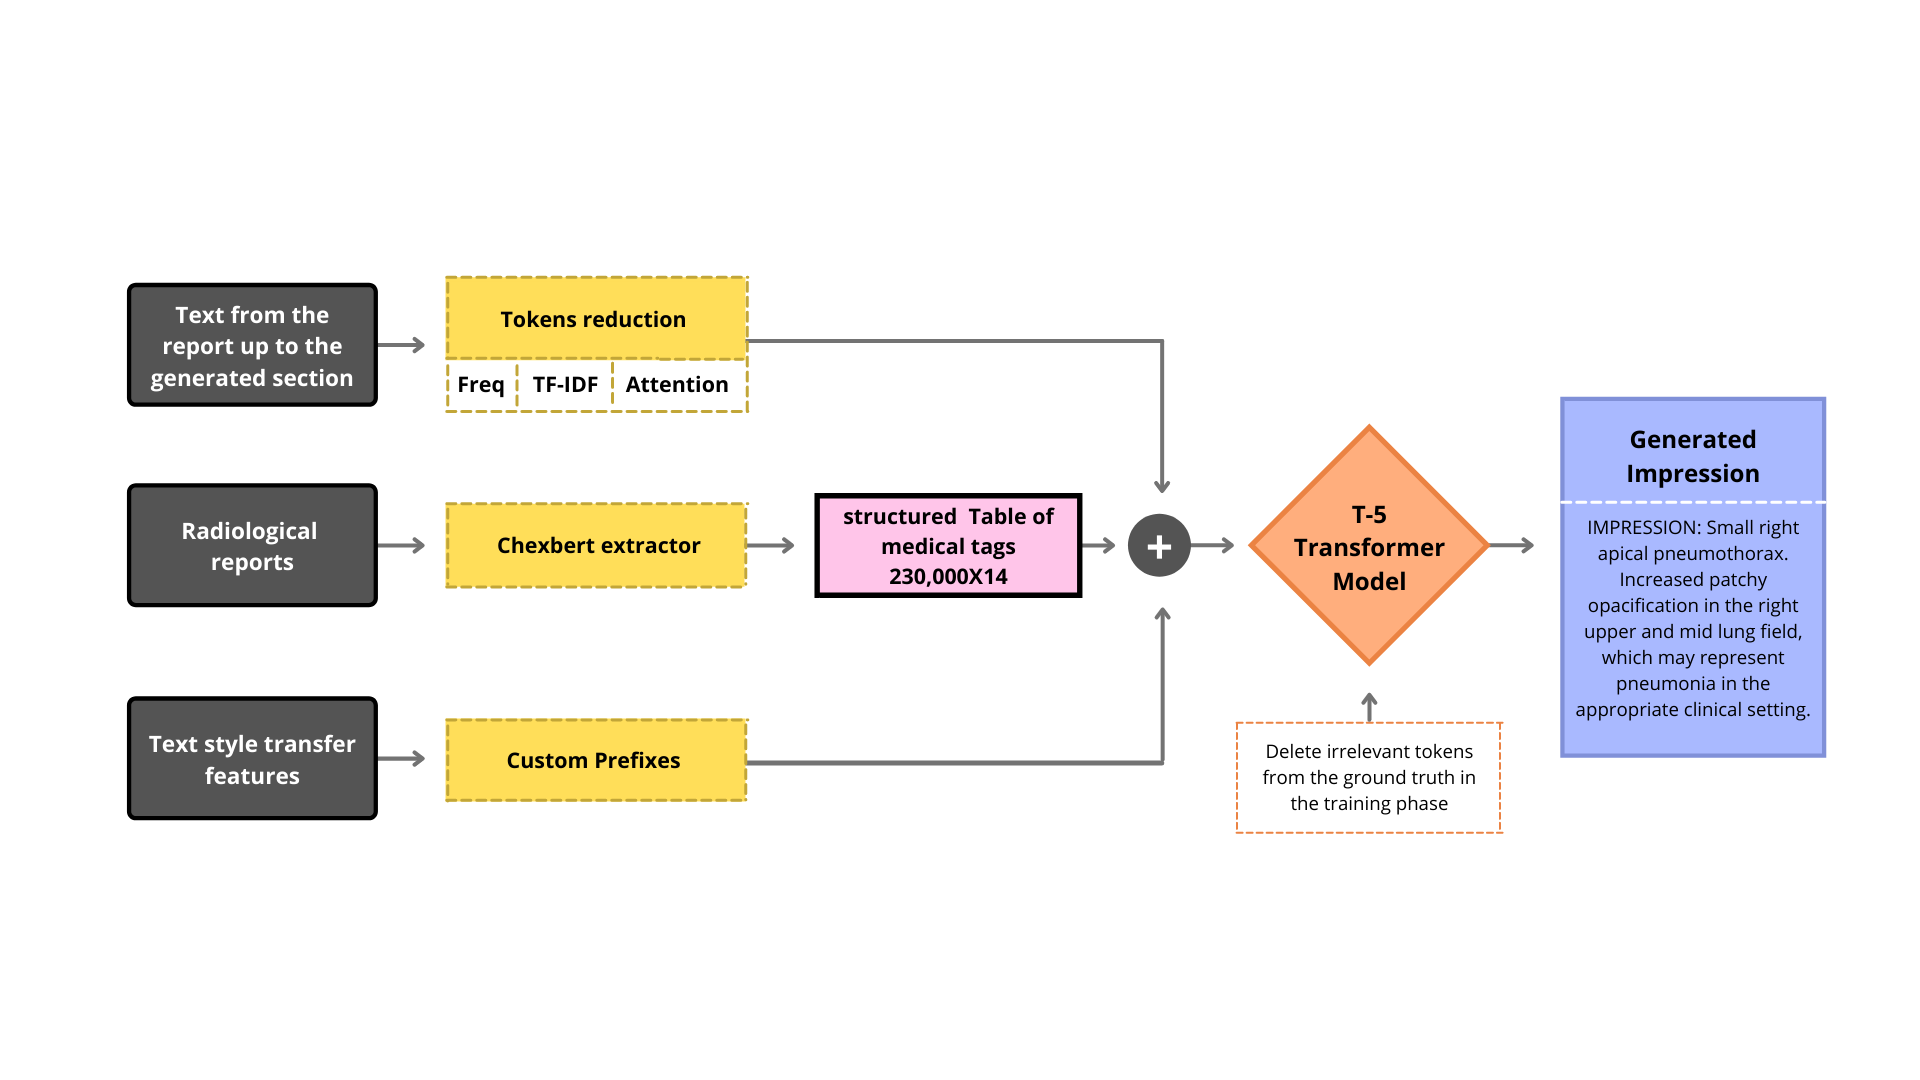 Text from the
report up to the
generated section
Tokens reduction
Freq
TF-IDF
Attention
Radiological
reports
Chexbert extractor
structured  Table of
medical tags
230,000X14
+
T-5
Transformer
Model
Generated
Impression
IMPRESSION: Small right
apical pneumothorax.
Increased patchy
opacification in the right
upper and mid lung field,
which may represent
pneumonia in the
appropriate clinical setting.
Text style transfer
features
Custom Prefixes
Delete irrelevant tokens
from the ground truth in
the training phase